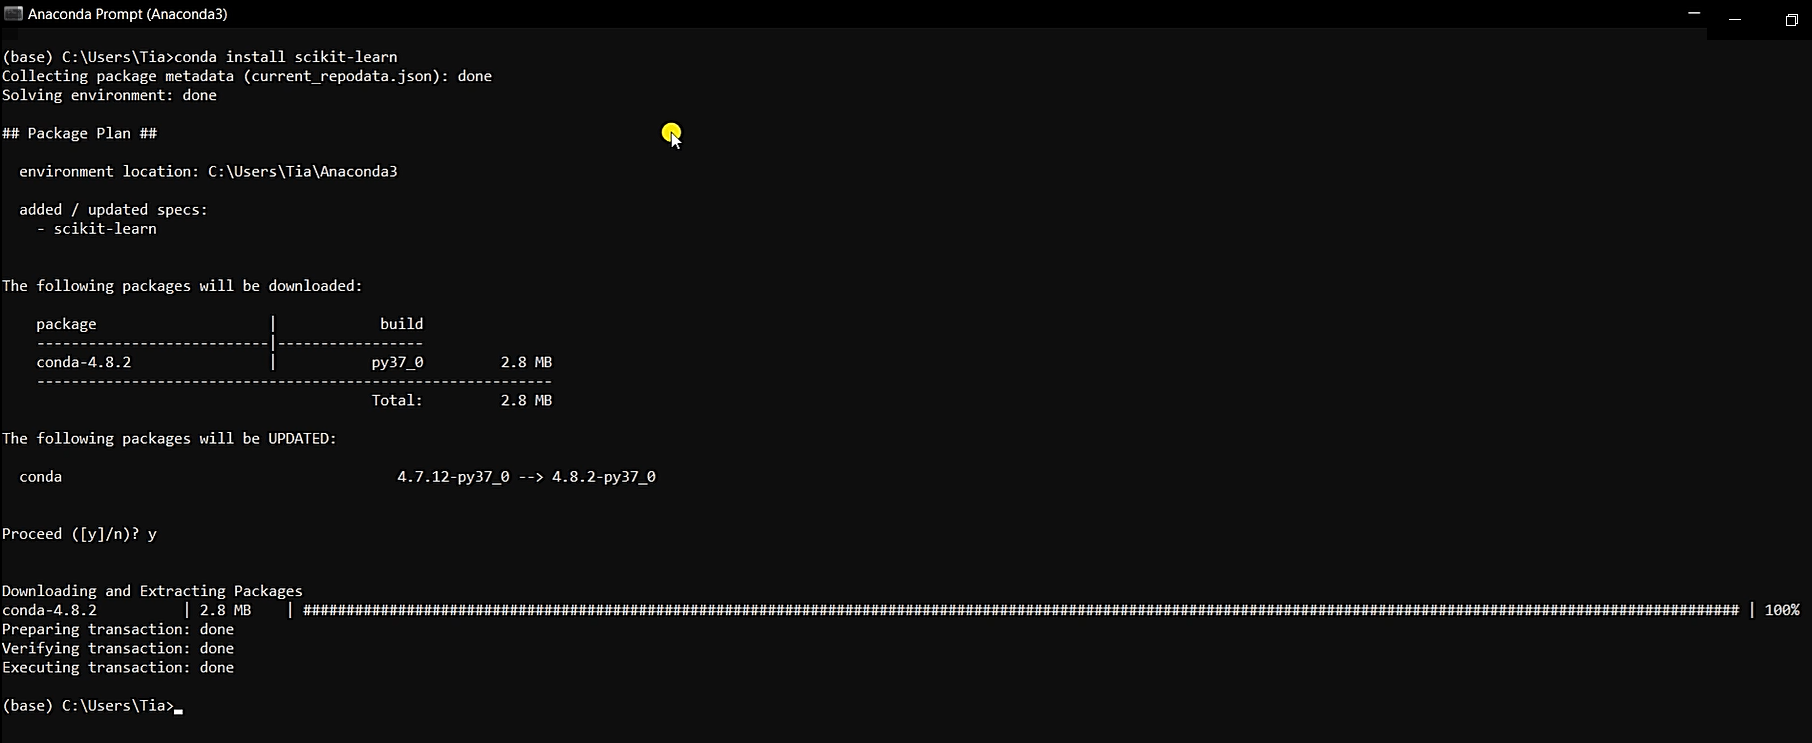 Anaconda Prompt (Anaconda3)
(base) C:\Users\Tia>conda install scikit-learn
Collecting package metadata (current_repodata.json): done
Solving environment: done
## Package Plan ##
environment location: C:\Users\Tia\Anaconda3
added / updated specs:
- scikit-learn
The following packages will be downloaded:
package | build
---------------------------|-----------------
conda-4.8.2 | py37_0 2.8 MB
------------------------------------------------------------
Total: 2.8 MB
The following packages will be UPDATED:
conda 4.7.12-py37_0 --> 4.8.2-py37_0
Proceed ([y]/n)? y
Downloading and Extracting Packages
conda-4.8.2 | 2.8 MB | ####################################################################################################################################################################### | 100%
Preparing transaction: done
Verifying transaction: done
Executing transaction: done
(base) C:\Users\Tia>